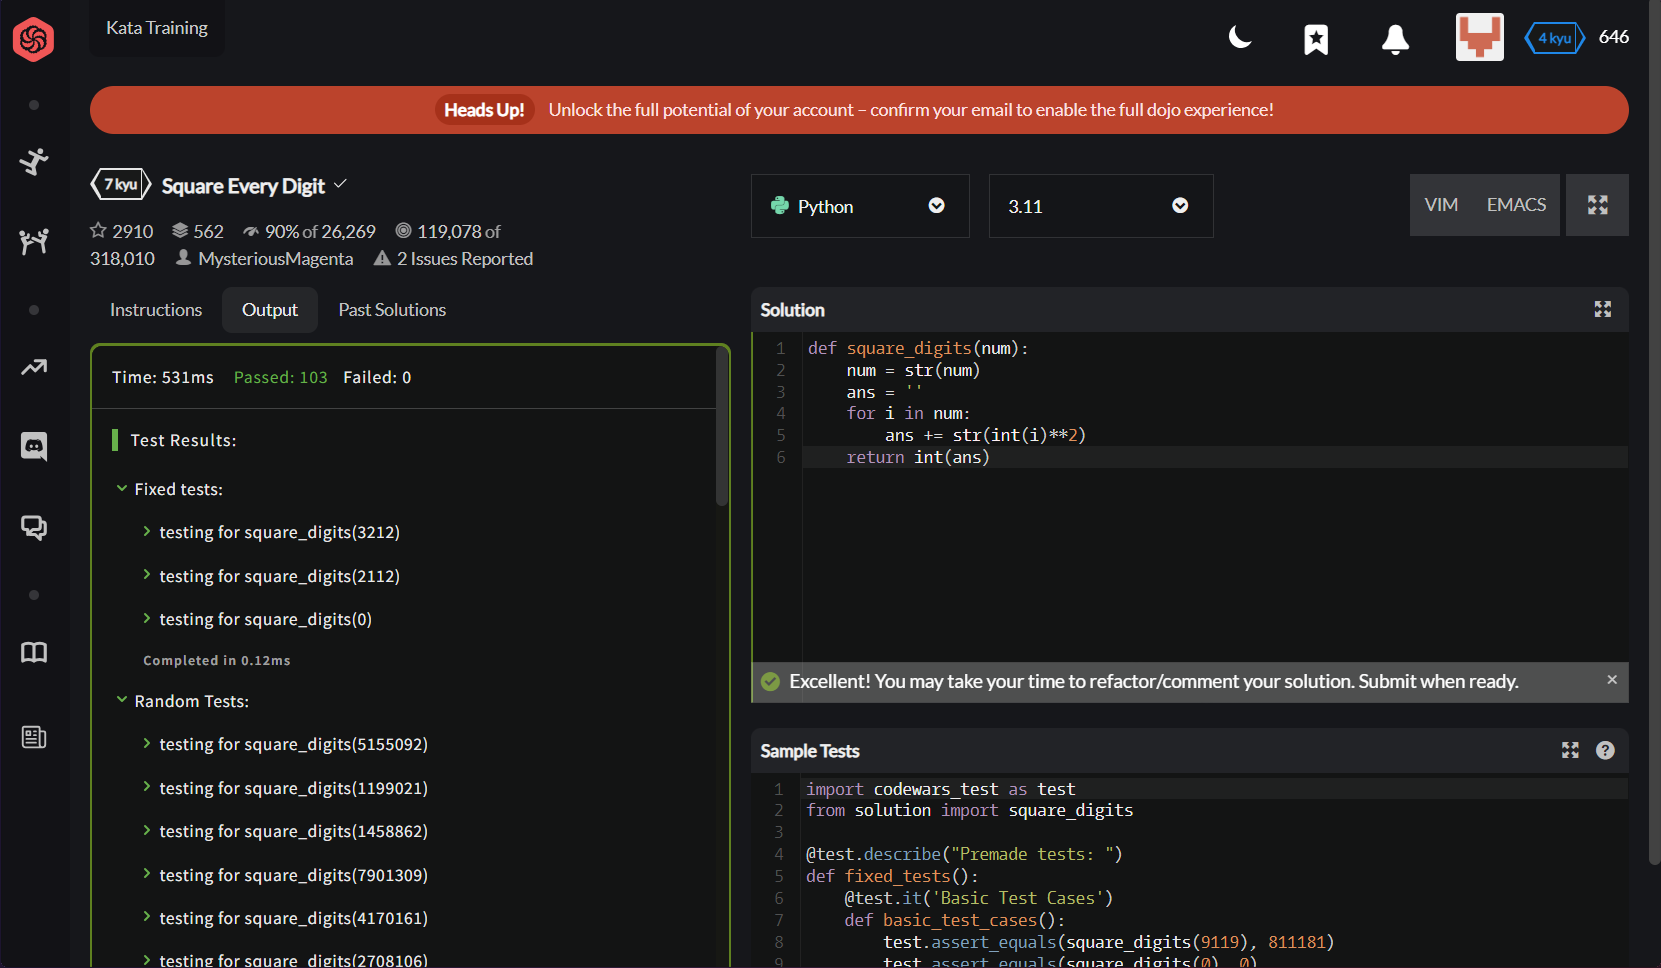 Kata Training
4 kyu 646
Heads Up! Unlock the full potential of your account – confirm your email to enable the full dojo experience!
7 kyu Square Every Digit
2910 562 90% of 26,269 119,078 of
318,010 MysteriousMagenta 2 Issues Reported
Python
3.11
VIM EMACS
Instructions Output Past Solutions
Time: 531ms Passed: 103 Failed: 0
Test Results:
Fixed tests:
testing for square_digits(3212)
testing for square_digits(2112)
testing for square_digits(0)
Completed in 0.12ms
Random Tests:
testing for square_digits(5155092)
testing for square_digits(1199021)
testing for square_digits(1458862)
testing for square_digits(7901309)
testing for square_digits(4170161)
testing for square_digits(2708106)
Solution
1 def square_digits(num):
2     num = str(num)
3     ans = ''
4     for i in num:
5         ans += str(int(i)**2)
6     return int(ans)
Excellent! You may take your time to refactor/comment your solution. Submit when ready.
Sample Tests
1 import codewars_test as test
2 from solution import square_digits
3
4 @test.describe("Premade tests: ")
5 def fixed_tests():
6     @test.it('Basic Test Cases')
7     def basic_test_cases():
8         test.assert_equals(square_digits(9119), 811181)
9         test.assert_equals(square_digits(0), 0)